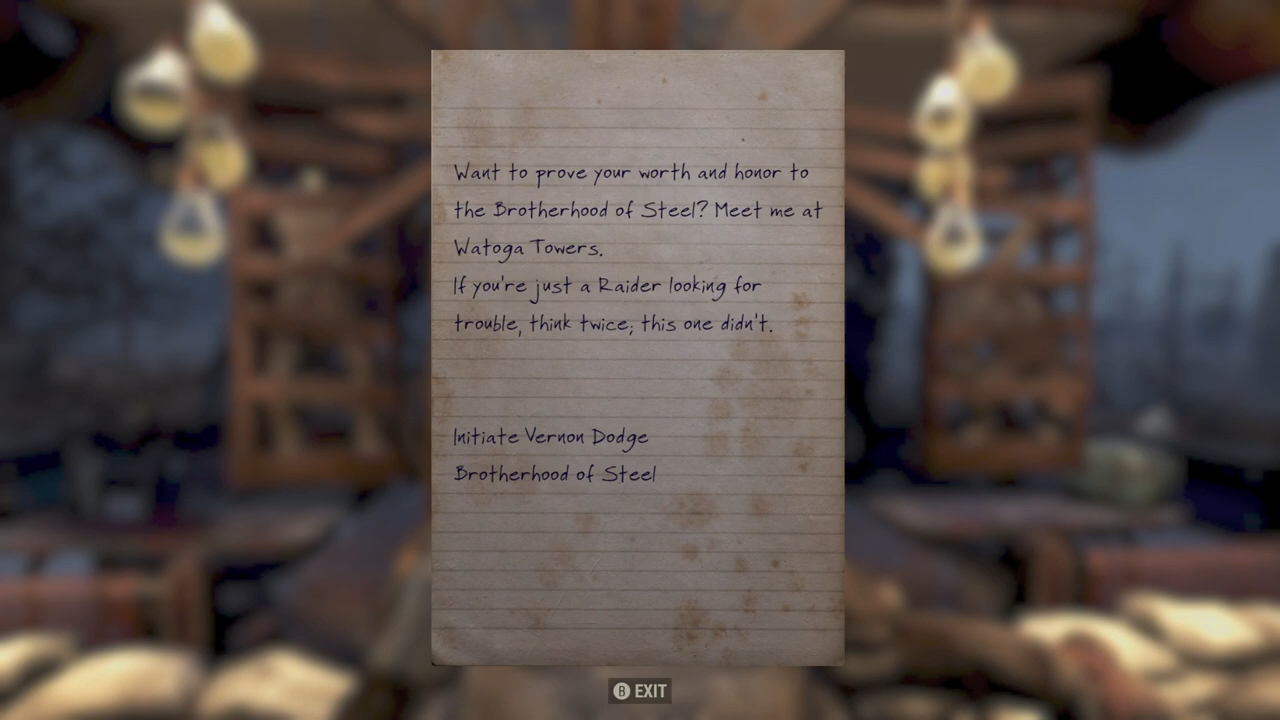 Want to prove your worth and honor to
the Brotherhood of Steel? Meet me at
Watoga Towers.
If you're just a Raider looking for
trouble, think twice; this one didn't.
Initiate Vernon Dodge
Brotherhood of Steel
B EXIT